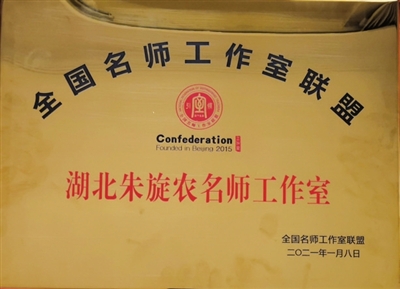 全国名师工作室联盟
Confederation
Founded in Beijing 2015
湖北朱旋农名师工作室
全国名师工作室联盟
二〇二一年一月八日